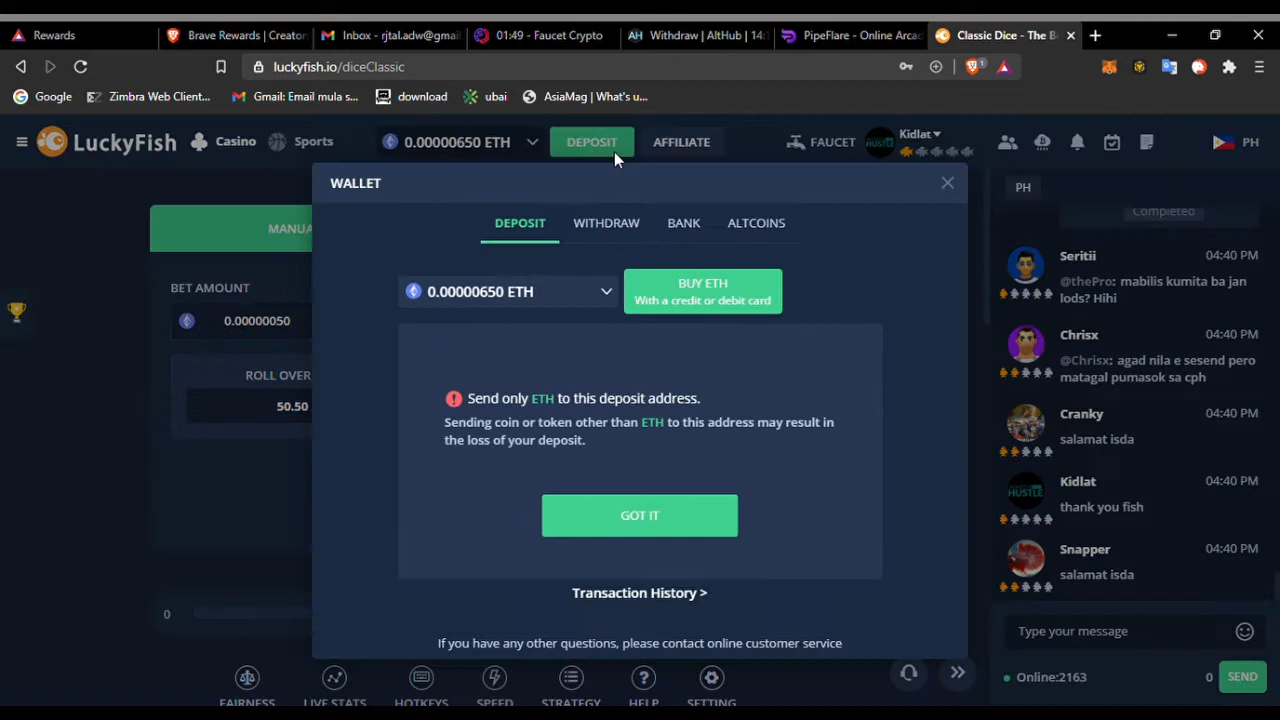 Rewards
Brave Rewards | Creator
Inbox - rjtal.adw@gmail
01:49 - Faucet Crypto
Withdraw | AltHub | 14:
PipeFlare - Online Arcad
Classic Dice - The B
luckyfish.io/diceClassic
1
Google
Zimbra Web Client...
Gmail: Email mula s...
download
ubai
AsiaMag | What's u...
LuckyFish
Casino
Sports
0.00000650 ETH
DEPOSIT
AFFILIATE
FAUCET
HUSTLE
Kidlat
PH
WALLET
PH
DEPOSIT
WITHDRAW
BANK
ALTCOINS
Completed
MANUA
BET AMOUNT
0.00000050
ROLL OVER
50.50
0
0.00000650 ETH
BUY ETH
With a credit or debit card
Send only ETH to this deposit address.
Sending coin or token other than ETH to this address may result in
the loss of your deposit.
GOT IT
Transaction History >
If you have any other questions, please contact online customer service
Seritii
04:40 PM
@thePro: mabilis kumita ba jan
lods? Hihi
Chrisx
04:40 PM
@Chrisx: agad nila e sesend pero
matagal pumasok sa cph
Cranky
04:40 PM
salamat isda
Kidlat
04:40 PM
HUSTLE
thank you fish
Snapper
04:40 PM
salamat isda
Type your message
Online:2163
0
SEND
FAIRNESS
LIVE STATS
HOTKEYS
SPEED
STRATEGY
HELP
SETTING